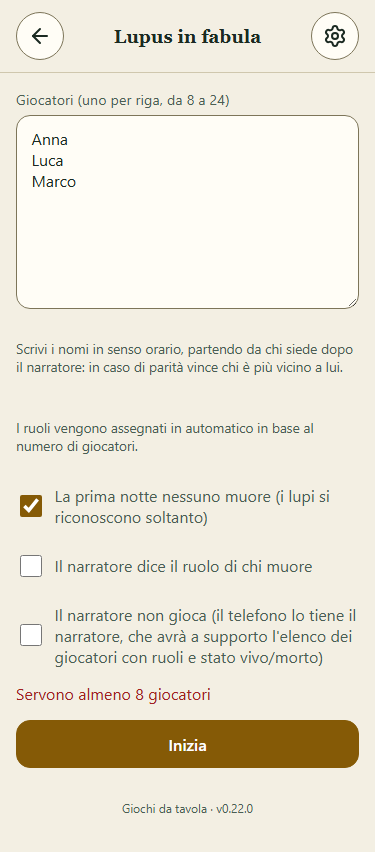 Lupus in fabula
Giocatori (uno per riga, da 8 a 24)
Anna
Luca
Marco
Scrivi i nomi in senso orario, partendo da chi siede dopo
il narratore: in caso di parità vince chi è più vicino a lui.
I ruoli vengono assegnati in automatico in base al
numero di giocatori.
La prima notte nessuno muore (i lupi si
riconoscono soltanto)
Il narratore dice il ruolo di chi muore
Il narratore non gioca (il telefono lo tiene il
narratore, che avrà a supporto l'elenco dei
giocatori con ruoli e stato vivo/morto)
Servono almeno 8 giocatori
Inizia
Giochi da tavola · v0.22.0